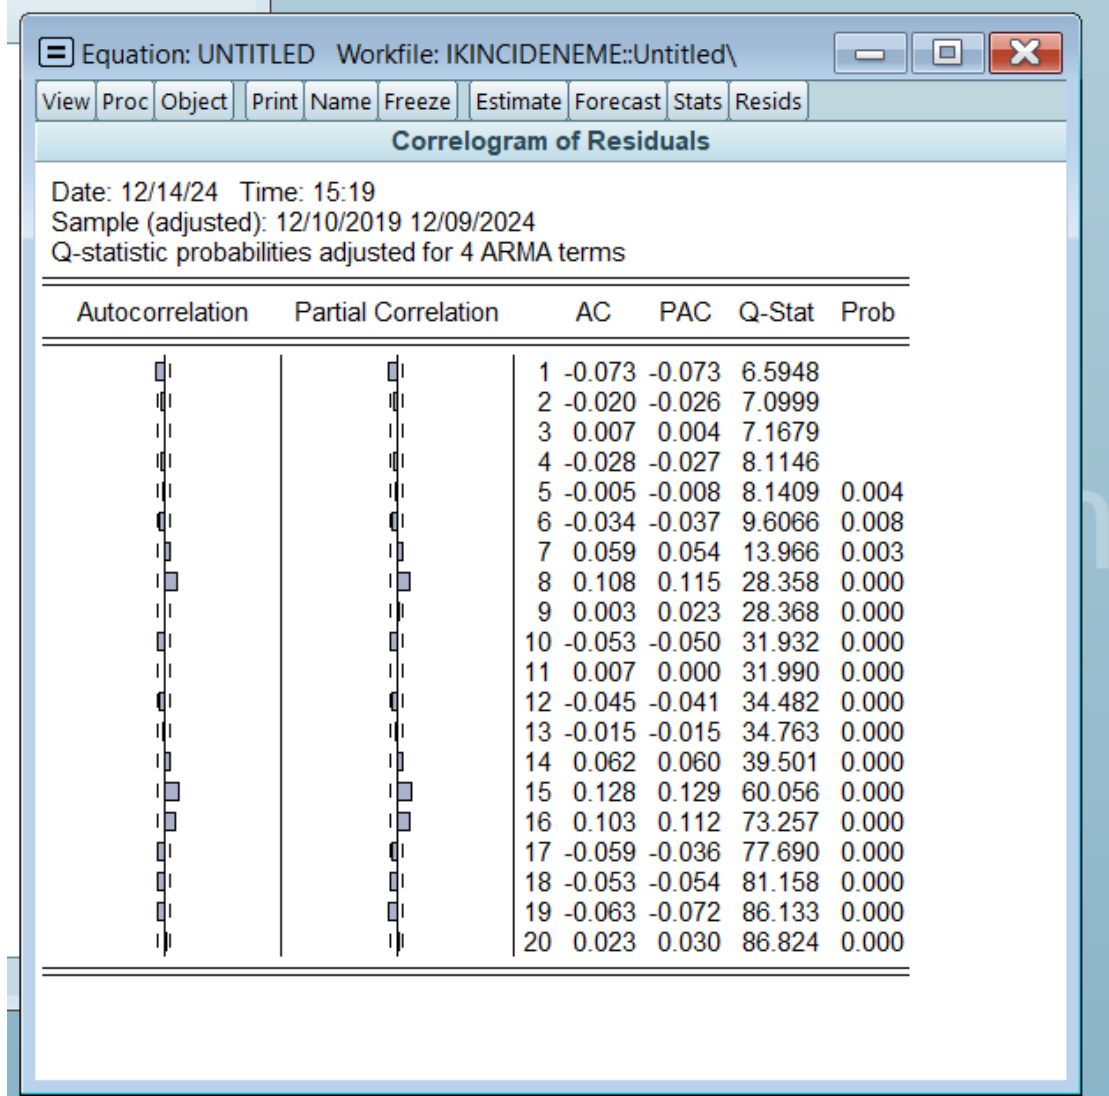 Equation: UNTITLED Workfile: IKINCIDENEME::Untitled\
View Proc Object Print Name Freeze Estimate Forecast Stats Resids
Correlogram of Residuals
Date: 12/14/24 Time: 15:19
Sample (adjusted): 12/10/2019 12/09/2024
Q-statistic probabilities adjusted for 4 ARMA terms
Autocorrelation Partial Correlation AC PAC Q-Stat Prob
1 -0.073 -0.073 6.5948
2 -0.020 -0.026 7.0999
3 0.007 0.004 7.1679
4 -0.028 -0.027 8.1146
5 -0.005 -0.008 8.1409 0.004
6 -0.034 -0.037 9.6066 0.008
7 0.059 0.054 13.966 0.003
8 0.108 0.115 28.358 0.000
9 0.003 0.023 28.368 0.000
10 -0.053 -0.050 31.932 0.000
11 0.007 0.000 31.990 0.000
12 -0.045 -0.041 34.482 0.000
13 -0.015 -0.015 34.763 0.000
14 0.062 0.060 39.501 0.000
15 0.128 0.129 60.056 0.000
16 0.103 0.112 73.257 0.000
17 -0.059 -0.036 77.690 0.000
18 -0.053 -0.054 81.158 0.000
19 -0.063 -0.072 86.133 0.000
20 0.023 0.030 86.824 0.000